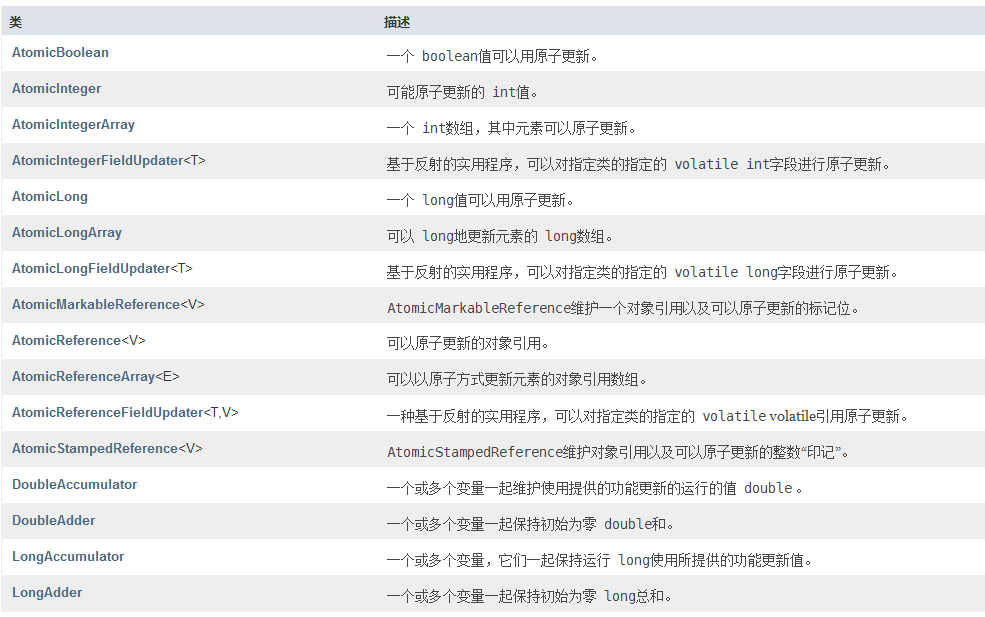 类 描述
AtomicBoolean 一个 boolean值可以用原子更新。
AtomicInteger 可能原子更新的 int值。
AtomicIntegerArray 一个 int数组，其中元素可以原子更新。
AtomicIntegerFieldUpdater<T> 基于反射的实用程序，可以对指定类的指定的 volatile int字段进行原子更新。
AtomicLong 一个 long值可以用原子更新。
AtomicLongArray 可以 long地更新元素的 long数组。
AtomicLongFieldUpdater<T> 基于反射的实用程序，可以对指定类的指定的 volatile long字段进行原子更新。
AtomicMarkableReference<V> AtomicMarkableReference维护一个对象引用以及可以原子更新的标记位。
AtomicReference<V> 可以原子更新的对象引用。
AtomicReferenceArray<E> 可以以原子方式更新元素的对象引用数组。
AtomicReferenceFieldUpdater<T,V> 一种基于反射的实用程序，可以对指定类的指定的 volatile volatile引用原子更新。
AtomicStampedReference<V> AtomicStampedReference维护对象引用以及可以原子更新的整数“印记”。
DoubleAccumulator 一个或多个变量一起维护使用提供的功能更新的运行的值 double 。
DoubleAdder 一个或多个变量一起保持初始为零 double和。
LongAccumulator 一个或多个变量，它们一起保持运行 long使用所提供的功能更新值。
LongAdder 一个或多个变量一起保持初始为零 long总和。